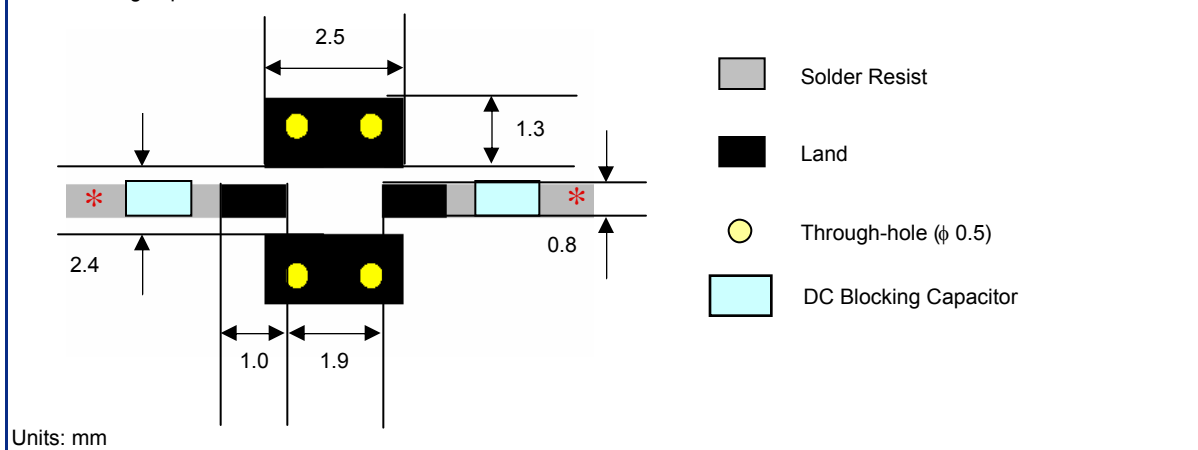 2.5
Solder Resist
1.3
Land
*
*
Through-hole (ϕ 0.5)
0.8
2.4
DC Blocking Capacitor
1.0
1.9
Units: mm